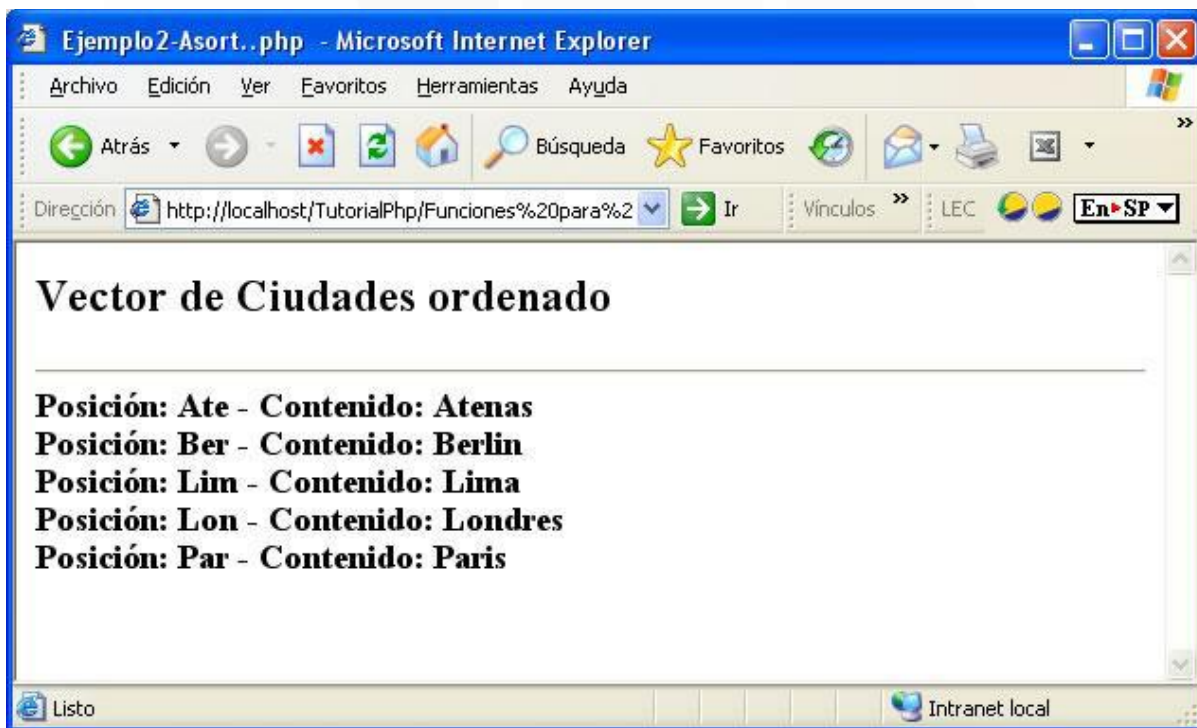 Ejemplo2-Asort..php - Microsoft Internet Explorer
Archivo Edición Ver Favoritos Herramientas Ayuda
Atrás Búsqueda Favoritos »
Dirección http://localhost/TutorialPhp/Funciones%20para%2 Ir Vínculos » LEC En▸SP
Vector de Ciudades ordenado
Posición: Ate - Contenido: Atenas
Posición: Ber - Contenido: Berlin
Posición: Lim - Contenido: Lima
Posición: Lon - Contenido: Londres
Posición: Par - Contenido: Paris
Listo Intranet local